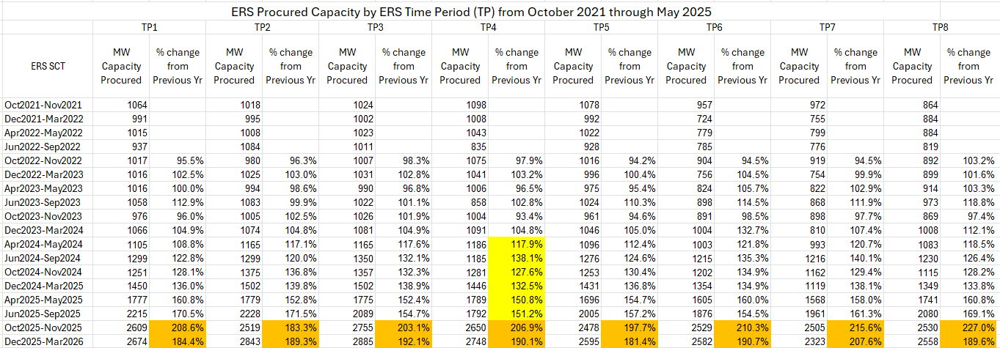 ERS Procured Capacity by ERS Time Period (TP) from October 2021 through May 2025
TP1 TP2 TP3 TP4 TP5 TP6 TP7 TP8
ERS SCT MW Capacity Procured % change from Previous Yr MW Capacity Procured % change from Previous Yr MW Capacity Procured % change from Previous Yr MW Capacity Procured % change from Previous Yr MW Capacity Procured % change from Previous Yr MW Capacity Procured % change from Previous Yr MW Capacity Procured % change from Previous Yr MW Capacity Procured % change from Previous Yr
Oct2021-Nov2021 1064 1018 1024 1098 1078 957 972 864
Dec2021-Mar2022 991 995 1002 1008 992 724 755 884
Apr2022-May2022 1015 1008 1023 1043 1022 779 799 884
Jun2022-Sep2022 937 1084 1011 835 928 785 776 819
Oct2022-Nov2022 1017 95.5% 980 96.3% 1007 98.3% 1075 97.9% 1016 94.2% 904 94.5% 919 94.5% 892 103.2%
Dec2022-Mar2023 1016 102.5% 1025 103.0% 1031 102.8% 1041 103.2% 996 100.4% 756 104.5% 754 99.9% 899 101.6%
Apr2023-May2023 1016 100.0% 994 98.6% 990 96.8% 1006 96.5% 975 95.4% 824 105.7% 822 102.9% 914 103.3%
Jun2023-Sep2023 1058 112.9% 1083 99.9% 1022 101.1% 858 102.8% 1024 110.3% 898 114.5% 868 111.9% 973 118.8%
Oct2023-Nov2023 976 96.0% 1005 102.5% 1026 101.9% 1004 93.4% 961 94.6% 891 98.5% 898 97.7% 869 97.4%
Dec2023-Mar2024 1066 104.9% 1074 104.8% 1081 104.9% 1091 104.8% 1046 105.0% 1004 132.7% 810 107.4% 1008 112.1%
Apr2024-May2024 1105 108.8% 1165 117.1% 1165 117.6% 1186 117.9% 1096 112.4% 1003 121.8% 993 120.7% 1083 118.5%
Jun2024-Sep2024 1299 122.8% 1299 120.0% 1350 132.1% 1185 138.1% 1276 124.6% 1215 135.3% 1216 140.1% 1230 126.4%
Oct2024-Nov2024 1251 128.1% 1375 136.8% 1357 132.3% 1281 127.6% 1253 130.4% 1202 134.9% 1162 129.4% 1115 128.2%
Dec2024-Mar2025 1450 136.0% 1502 139.8% 1502 138.9% 1446 132.5% 1431 136.8% 1354 134.9% 1119 138.1% 1349 133.8%
Apr2025-May2025 1777 160.8% 1779 152.8% 1775 152.4% 1789 150.8% 1696 154.7% 1605 160.0% 1568 158.0% 1741 160.8%
Jun2025-Sep2025 2215 170.5% 2228 171.5% 2089 154.7% 1792 151.2% 2005 157.2% 1876 154.5% 1961 161.3% 2080 169.1%
Oct2025-Nov2025 2609 208.6% 2519 183.3% 2755 203.1% 2650 206.9% 2478 197.7% 2529 210.3% 2505 215.6% 2530 227.0%
Dec2025-Mar2026 2674 184.4% 2843 189.3% 2885 192.1% 2748 190.1% 2595 181.4% 2582 190.7% 2323 207.6% 2558 189.6%